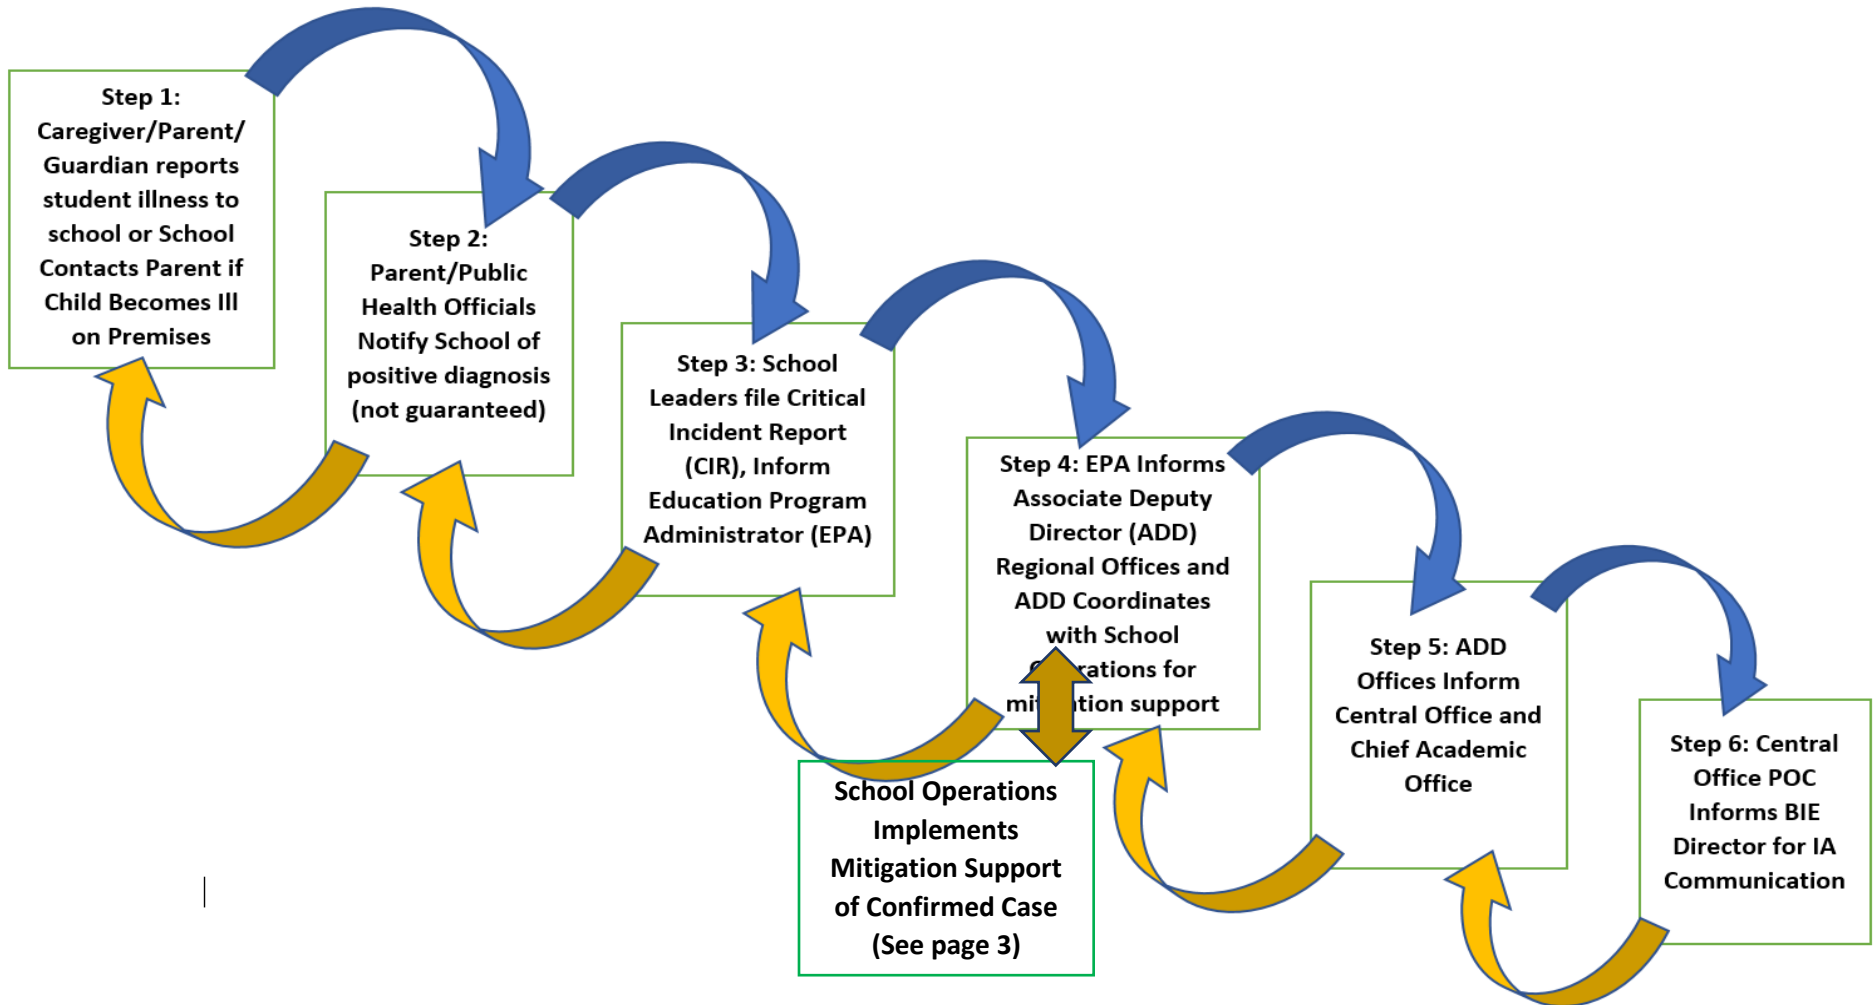 Step 1:
Caregiver/Parent/
Guardian reports
student illness to
school or School
Contacts Parent if
Child Becomes Ill
on Premises
Step 2:
Parent/Public
Health Officials
Notify School of
positive diagnosis
(not guaranteed)
Step 3: School
Leaders file Critical
Incident Report
(CIR), Inform
Education Program
Administrator (EPA)
Step 4: EPA Informs
Associate Deputy
Director (ADD)
Regional Offices and
ADD Coordinates
with School
for
support
School Operations
Implements
Mitigation Support
of Confirmed Case
(See page 3)
Step 5: ADD
Offices Inform
Central Office and
Chief Academic
Office
Step 6: Central
Office POC
Informs BIE
Director for IA
Communication